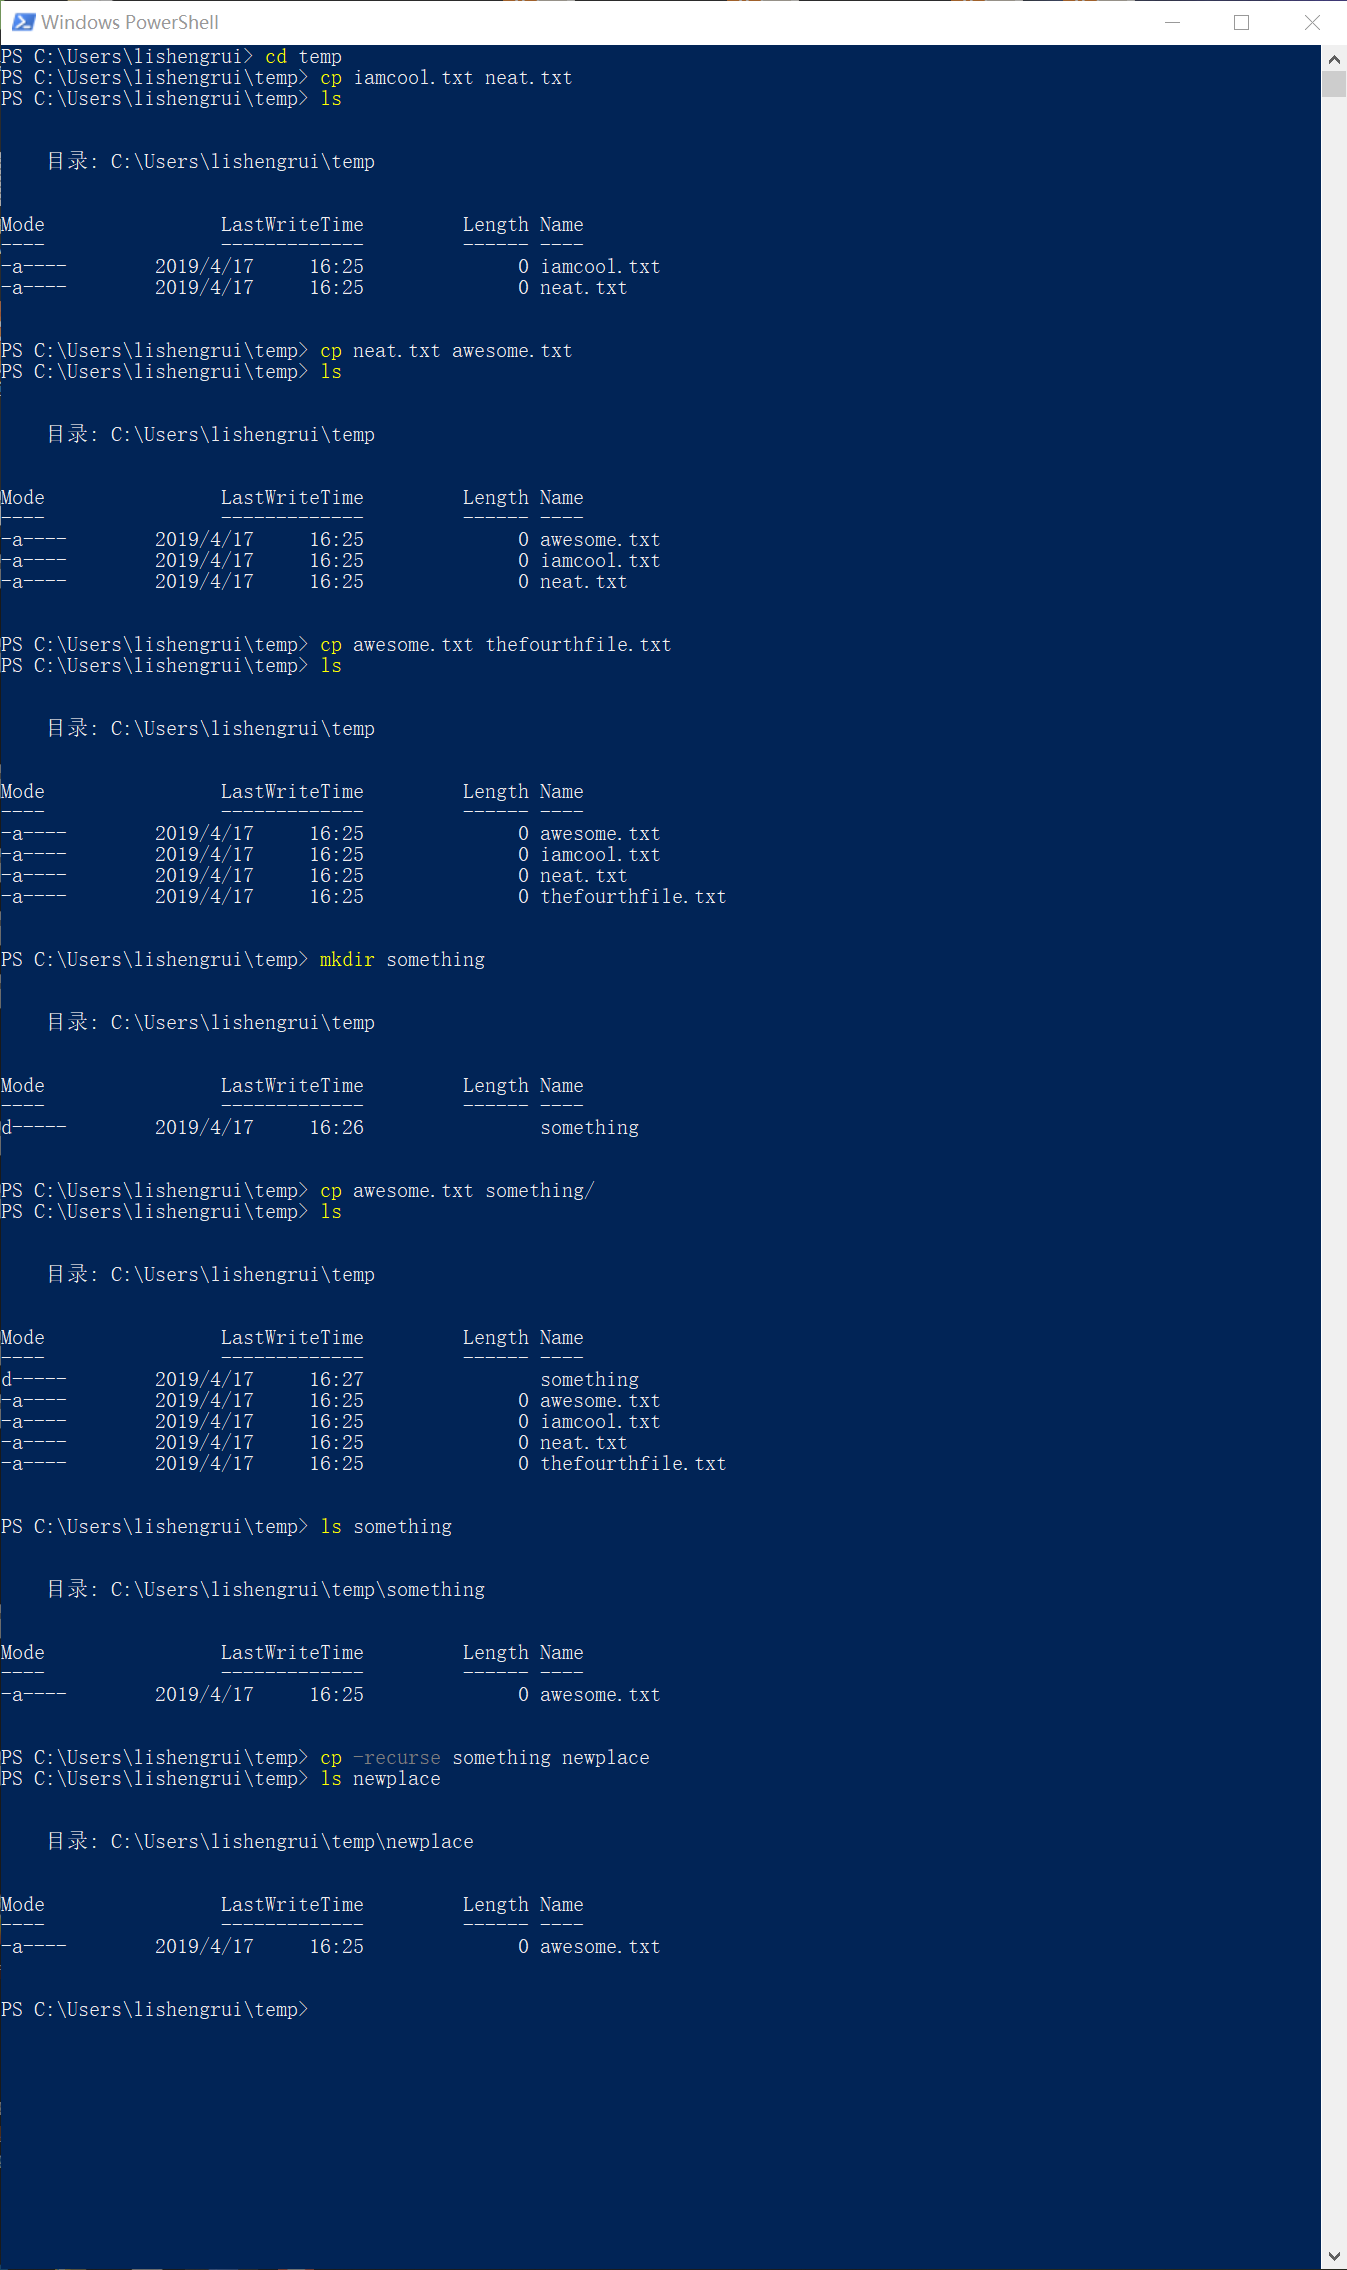 Windows PowerShell
PS C:\Users\lishengrui> cd temp
PS C:\Users\lishengrui\temp> cp iamcool.txt neat.txt
PS C:\Users\lishengrui\temp> ls
目录: C:\Users\lishengrui\temp
Mode LastWriteTime Length Name
---- ------------- ------ ----
-a---- 2019/4/17 16:25 0 iamcool.txt
-a---- 2019/4/17 16:25 0 neat.txt
PS C:\Users\lishengrui\temp> cp neat.txt awesome.txt
PS C:\Users\lishengrui\temp> ls
目录: C:\Users\lishengrui\temp
Mode LastWriteTime Length Name
---- ------------- ------ ----
-a---- 2019/4/17 16:25 0 awesome.txt
-a---- 2019/4/17 16:25 0 iamcool.txt
-a---- 2019/4/17 16:25 0 neat.txt
PS C:\Users\lishengrui\temp> cp awesome.txt thefourthfile.txt
PS C:\Users\lishengrui\temp> ls
目录: C:\Users\lishengrui\temp
Mode LastWriteTime Length Name
---- ------------- ------ ----
-a---- 2019/4/17 16:25 0 awesome.txt
-a---- 2019/4/17 16:25 0 iamcool.txt
-a---- 2019/4/17 16:25 0 neat.txt
-a---- 2019/4/17 16:25 0 thefourthfile.txt
PS C:\Users\lishengrui\temp> mkdir something
目录: C:\Users\lishengrui\temp
Mode LastWriteTime Length Name
---- ------------- ------ ----
d----- 2019/4/17 16:26 something
PS C:\Users\lishengrui\temp> cp awesome.txt something/
PS C:\Users\lishengrui\temp> ls
目录: C:\Users\lishengrui\temp
Mode LastWriteTime Length Name
---- ------------- ------ ----
d----- 2019/4/17 16:27 something
-a---- 2019/4/17 16:25 0 awesome.txt
-a---- 2019/4/17 16:25 0 iamcool.txt
-a---- 2019/4/17 16:25 0 neat.txt
-a---- 2019/4/17 16:25 0 thefourthfile.txt
PS C:\Users\lishengrui\temp> ls something
目录: C:\Users\lishengrui\temp\something
Mode LastWriteTime Length Name
---- ------------- ------ ----
-a---- 2019/4/17 16:25 0 awesome.txt
PS C:\Users\lishengrui\temp> cp -recurse something newplace
PS C:\Users\lishengrui\temp> ls newplace
目录: C:\Users\lishengrui\temp\newplace
Mode LastWriteTime Length Name
---- ------------- ------ ----
-a---- 2019/4/17 16:25 0 awesome.txt
PS C:\Users\lishengrui\temp>